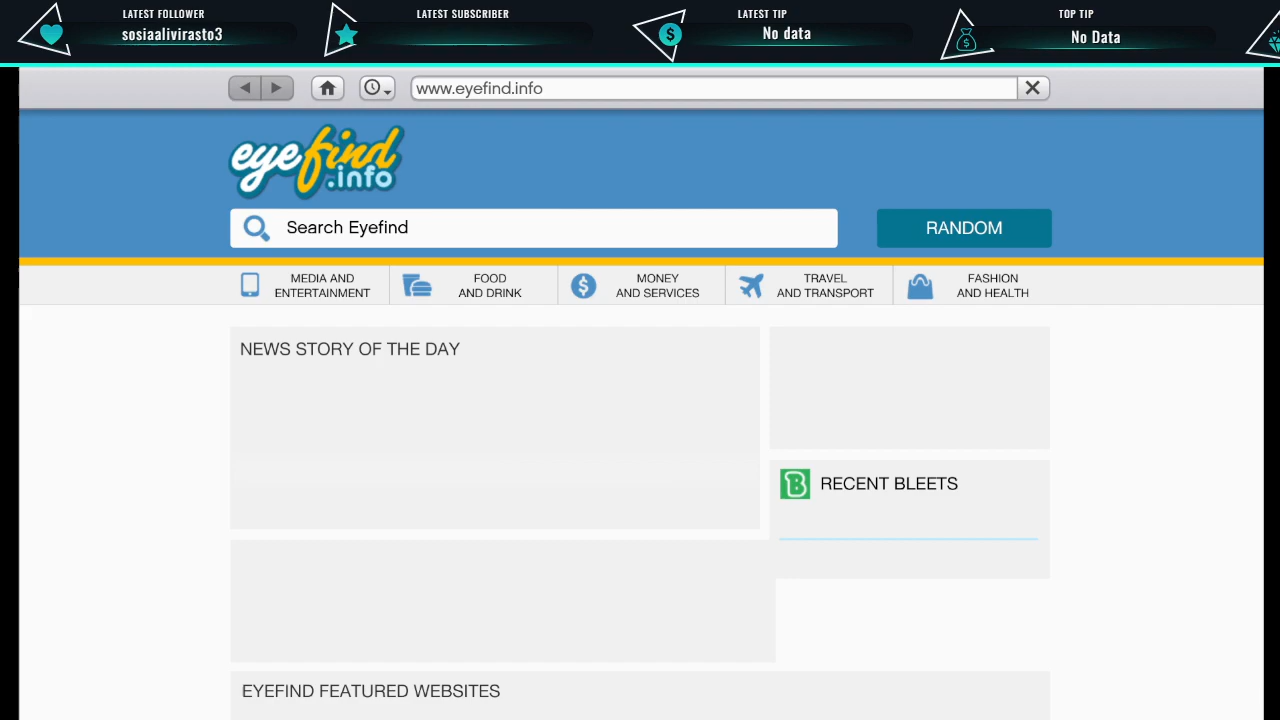 LATEST FOLLOWER
sosiaalivirasto3
LATEST SUBSCRIBER
LATEST TIP
No data
TOP TIP
No Data
www.eyefind.info
eyefind
.info
Search Eyefind
RANDOM
MEDIA AND
ENTERTAINMENT
FOOD
AND DRINK
MONEY
AND SERVICES
TRAVEL
AND TRANSPORT
FASHION
AND HEALTH
NEWS STORY OF THE DAY
B RECENT BLEETS
EYEFIND FEATURED WEBSITES